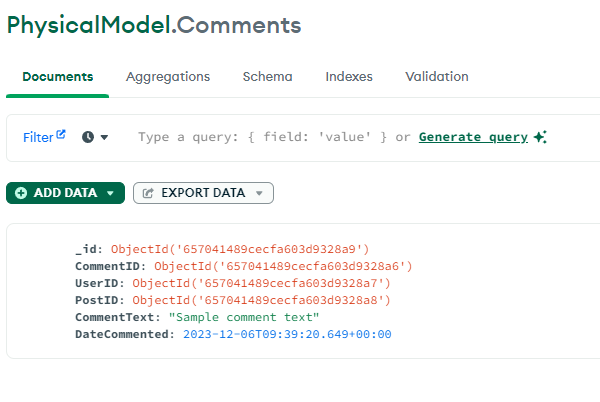 PhysicalModel.Comments
Documents Aggregations Schema Indexes Validation
Filter Type a query: { field: 'value' } or Generate query
ADD DATA EXPORT DATA
_id: ObjectId('657041489cecfa603d9328a9')
CommentID: ObjectId('657041489cecfa603d9328a6')
UserID: ObjectId('657041489cecfa603d9328a7')
PostID: ObjectId('657041489cecfa603d9328a8')
CommentText: "Sample comment text"
DateCommented: 2023-12-06T09:39:20.649+00:00